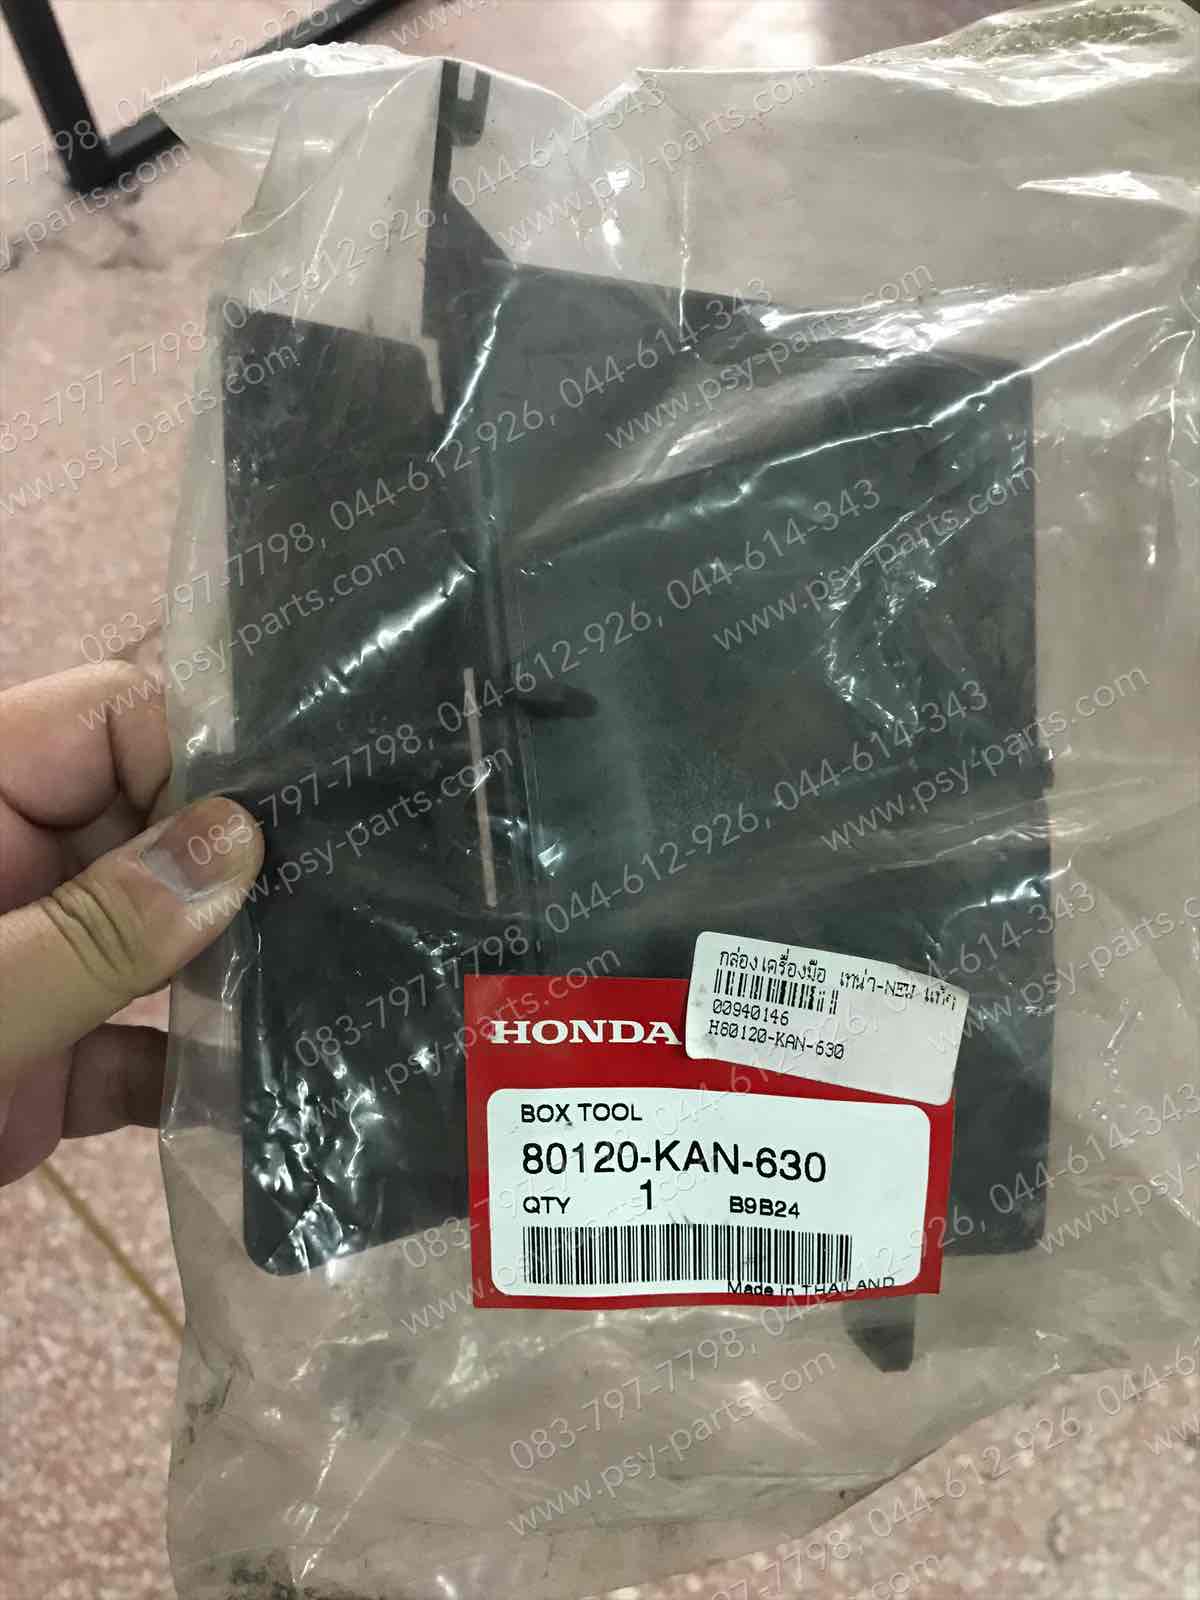 กล่องเครื่องมือ เทน่า-NEW แท้ๆ
00940146
H80120-KAN-630
HONDA
BOX TOOL
80120-KAN-630
QTY 1 B9B24
Made in THAILAND
083-797-7798, 044-612-926, 044-614-343
www.psy-parts.com